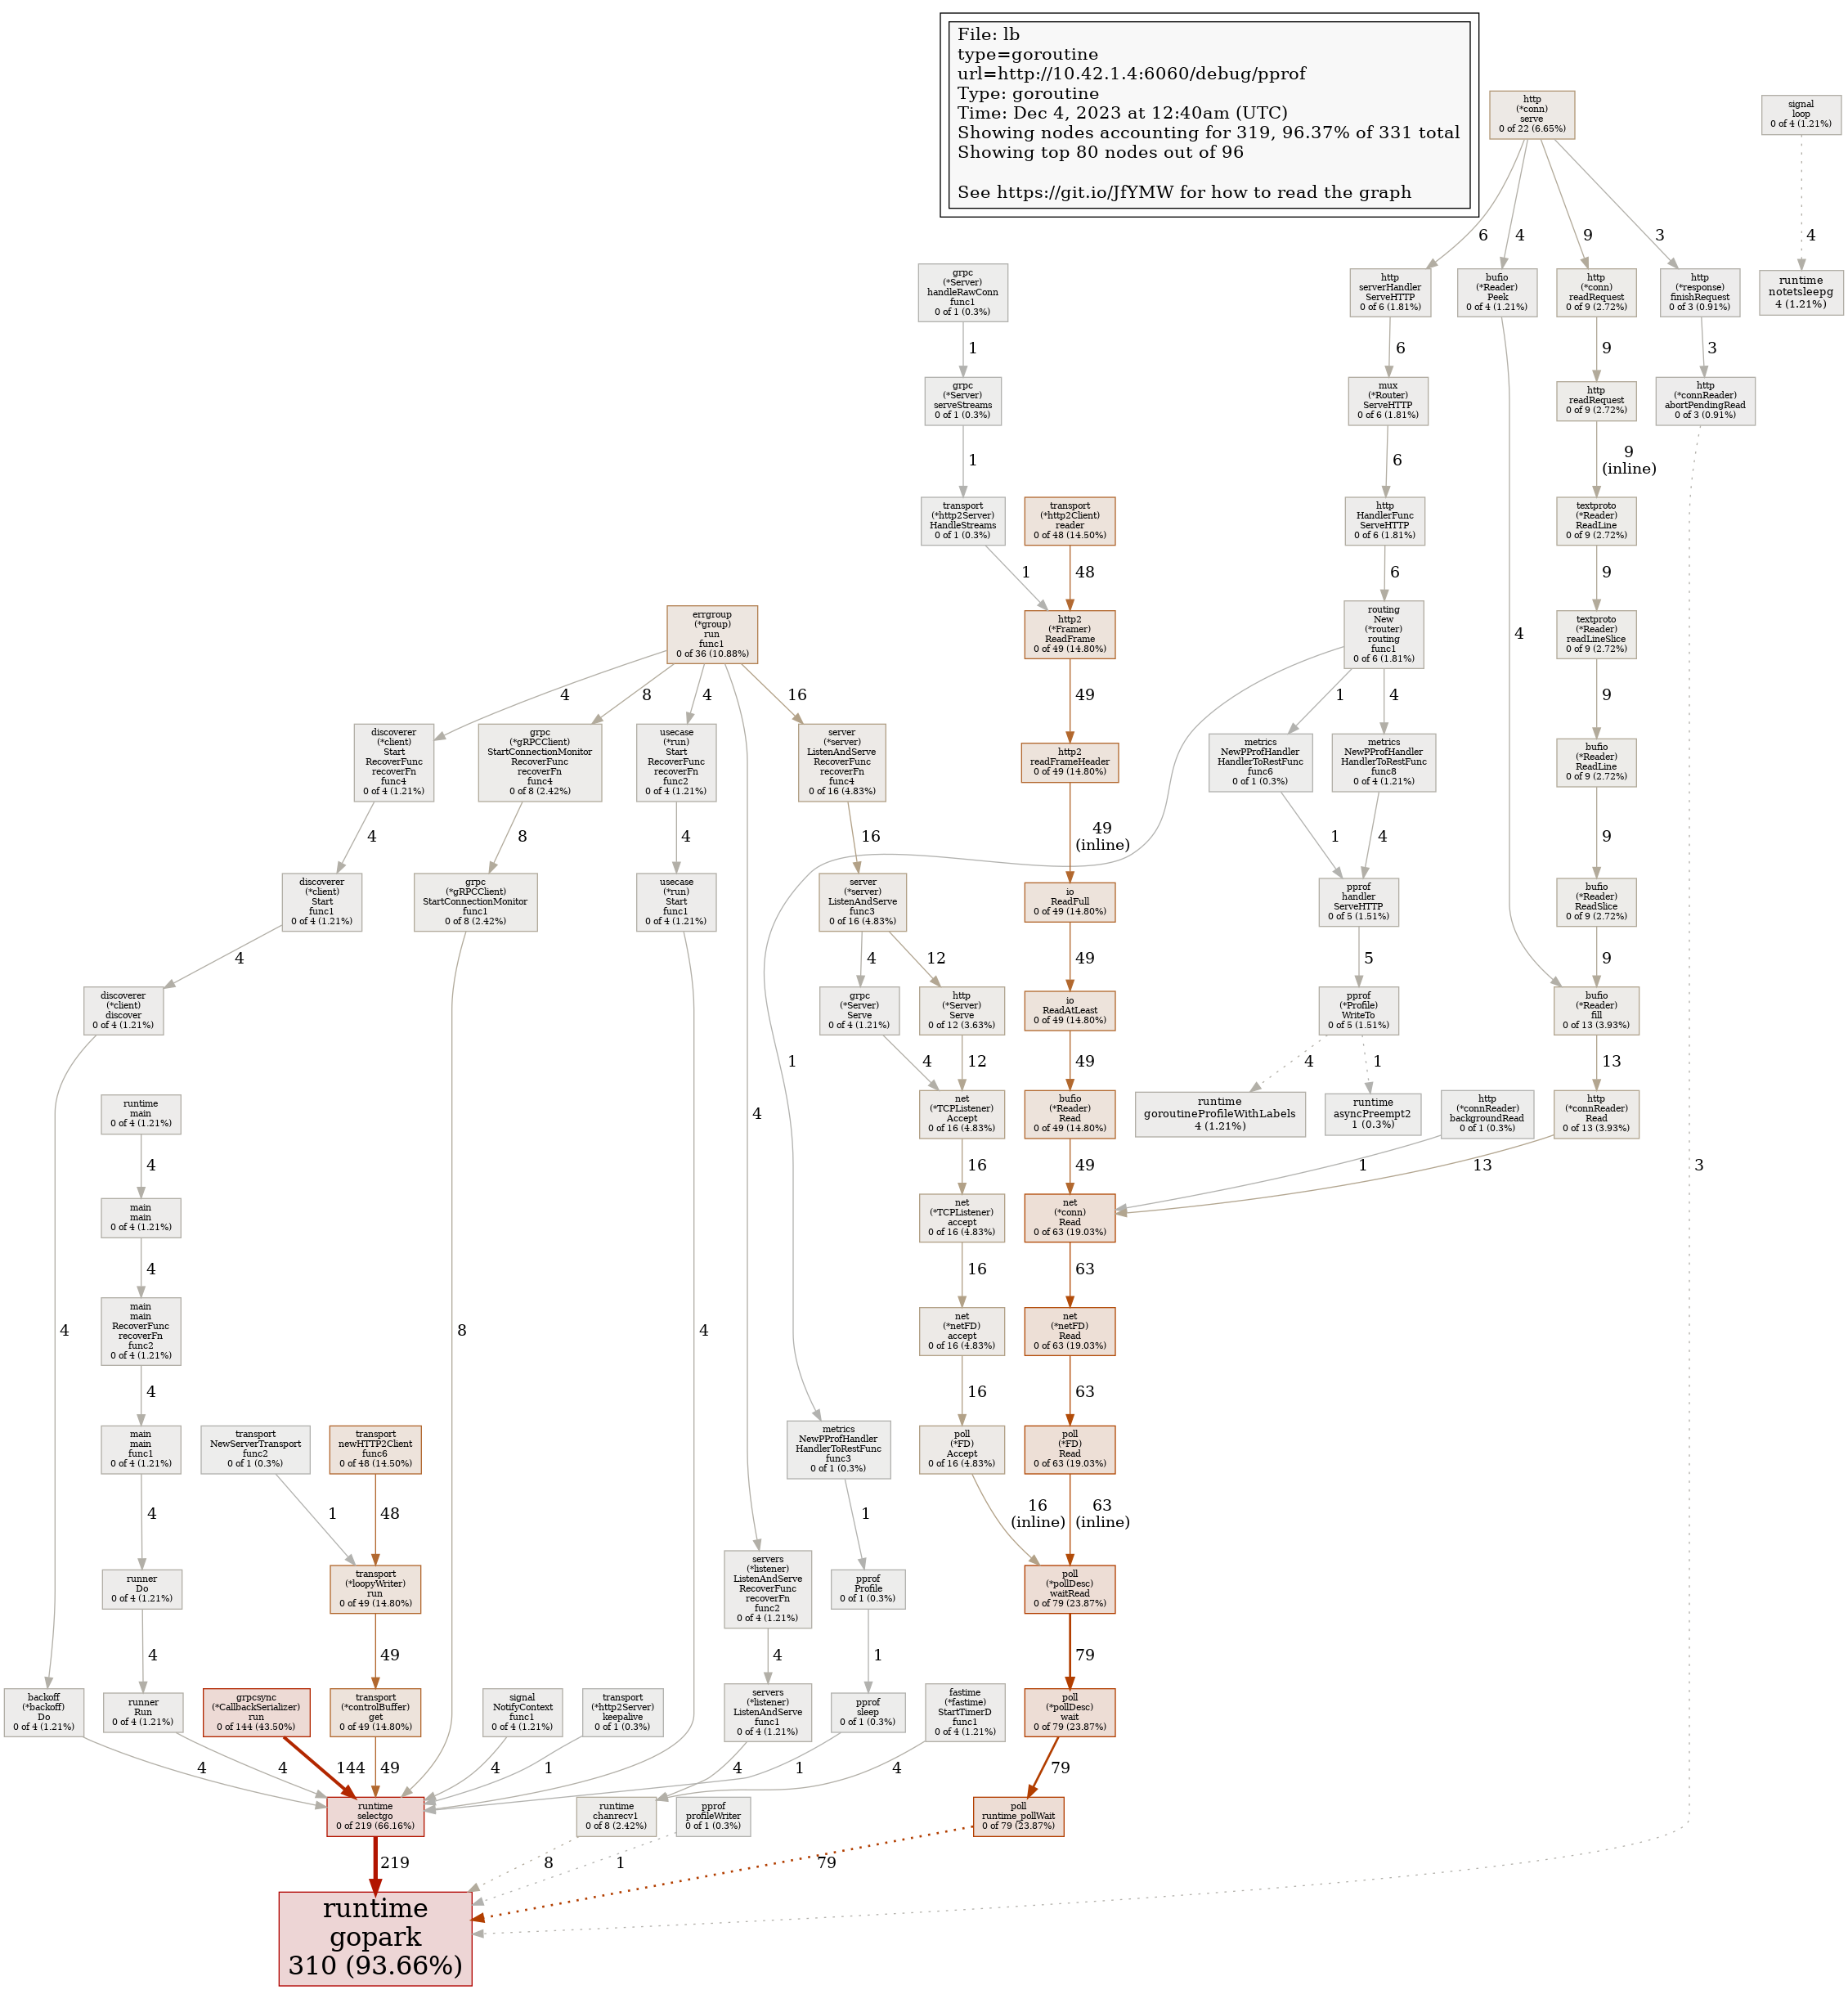 File: lb
type=goroutine
url=http://10.42.1.4:6060/debug/pprof
Type: goroutine
Time: Dec 4, 2023 at 12:40am (UTC)
Showing nodes accounting for 319, 96.37% of 331 total
Showing top 80 nodes out of 96
See https://git.io/JfYMW for how to read the graph
http
(*conn)
serve
0 of 22 (6.65%)
signal
loop
0 of 4 (1.21%)
6
4
9
3
4
grpc
(*Server)
handleRawConn
func1
0 of 1 (0.3%)
http
serverHandler
ServeHTTP
0 of 6 (1.81%)
bufio
(*Reader)
Peek
0 of 4 (1.21%)
http
(*conn)
readRequest
0 of 9 (2.72%)
http
(*response)
finishRequest
0 of 3 (0.91%)
runtime
notetsleepg
4 (1.21%)
1
6
9
3
grpc
(*Server)
serveStreams
0 of 1 (0.3%)
mux
(*Router)
ServeHTTP
0 of 6 (1.81%)
http
readRequest
0 of 9 (2.72%)
http
(*connReader)
abortPendingRead
0 of 3 (0.91%)
1
6
9
(inline)
transport
(*http2Server)
HandleStreams
0 of 1 (0.3%)
transport
(*http2Client)
reader
0 of 48 (14.50%)
http
HandlerFunc
ServeHTTP
0 of 6 (1.81%)
textproto
(*Reader)
ReadLine
0 of 9 (2.72%)
1
48
6
9
errgroup
(*group)
run
func1
0 of 36 (10.88%)
http2
(*Framer)
ReadFrame
0 of 49 (14.80%)
routing
New
(*router)
routing
func1
0 of 6 (1.81%)
4
textproto
(*Reader)
readLineSlice
0 of 9 (2.72%)
4
8
4
16
49
1
4
9
discoverer
(*client)
Start
RecoverFunc
recoverFn
func4
0 of 4 (1.21%)
grpc
(*gRPCClient)
StartConnectionMonitor
RecoverFunc
recoverFn
func4
0 of 8 (2.42%)
usecase
(*run)
Start
RecoverFunc
recoverFn
func2
0 of 4 (1.21%)
server
(*server)
ListenAndServe
RecoverFunc
recoverFn
func4
0 of 16 (4.83%)
http2
readFrameHeader
0 of 49 (14.80%)
metrics
NewPProfHandler
HandlerToRestFunc
func6
0 of 1 (0.3%)
metrics
NewPProfHandler
HandlerToRestFunc
func8
0 of 4 (1.21%)
bufio
(*Reader)
ReadLine
0 of 9 (2.72%)
4
8
4
16
49
(inline)
1
4
9
discoverer
(*client)
Start
func1
0 of 4 (1.21%)
grpc
(*gRPCClient)
StartConnectionMonitor
func1
0 of 8 (2.42%)
usecase
(*run)
Start
func1
0 of 4 (1.21%)
server
(*server)
ListenAndServe
func3
0 of 16 (4.83%)
io
ReadFull
0 of 49 (14.80%)
pprof
handler
ServeHTTP
0 of 5 (1.51%)
bufio
(*Reader)
ReadSlice
0 of 9 (2.72%)
4
4
12
49
5
9
discoverer
(*client)
discover
0 of 4 (1.21%)
grpc
(*Server)
Serve
0 of 4 (1.21%)
http
(*Server)
Serve
0 of 12 (3.63%)
io
ReadAtLeast
0 of 49 (14.80%)
pprof
(*Profile)
WriteTo
0 of 5 (1.51%)
bufio
(*Reader)
fill
0 of 13 (3.93%)
1
4
12
49
4
1
13
runtime
main
0 of 4 (1.21%)
4
net
(*TCPListener)
Accept
0 of 16 (4.83%)
bufio
(*Reader)
Read
0 of 49 (14.80%)
runtime
goroutineProfileWithLabels
4 (1.21%)
runtime
asyncPreempt2
1 (0.3%)
http
(*connReader)
backgroundRead
0 of 1 (0.3%)
http
(*connReader)
Read
0 of 13 (3.93%)
4
16
49
1
13
3
main
main
0 of 4 (1.21%)
net
(*TCPListener)
accept
0 of 16 (4.83%)
net
(*conn)
Read
0 of 63 (19.03%)
4
16
63
4
main
main
RecoverFunc
recoverFn
func2
0 of 4 (1.21%)
8
4
net
(*netFD)
accept
0 of 16 (4.83%)
net
(*netFD)
Read
0 of 63 (19.03%)
4
16
63
main
main
func1
0 of 4 (1.21%)
transport
NewServerTransport
func2
0 of 1 (0.3%)
transport
newHTTP2Client
func6
0 of 48 (14.50%)
metrics
NewPProfHandler
HandlerToRestFunc
func3
0 of 1 (0.3%)
poll
(*FD)
Accept
0 of 16 (4.83%)
poll
(*FD)
Read
0 of 63 (19.03%)
4
1
48
1
16
(inline)
63
(inline)
runner
Do
0 of 4 (1.21%)
transport
(*loopyWriter)
run
0 of 49 (14.80%)
servers
(*listener)
ListenAndServe
RecoverFunc
recoverFn
func2
0 of 4 (1.21%)
pprof
Profile
0 of 1 (0.3%)
poll
(*pollDesc)
waitRead
0 of 79 (23.87%)
4
49
4
1
79
backoff
(*backoff)
Do
0 of 4 (1.21%)
runner
Run
0 of 4 (1.21%)
grpcsync
(*CallbackSerializer)
run
0 of 144 (43.50%)
transport
(*controlBuffer)
get
0 of 49 (14.80%)
signal
NotifyContext
func1
0 of 4 (1.21%)
transport
(*http2Server)
keepalive
0 of 1 (0.3%)
servers
(*listener)
ListenAndServe
func1
0 of 4 (1.21%)
pprof
sleep
0 of 1 (0.3%)
fastime
(*fastime)
StartTimerD
func1
0 of 4 (1.21%)
poll
(*pollDesc)
wait
0 of 79 (23.87%)
4
4
144
49
4
1
4
1
4
79
runtime
selectgo
0 of 219 (66.16%)
runtime
chanrecv1
0 of 8 (2.42%)
pprof
profileWriter
0 of 1 (0.3%)
poll
runtime_pollWait
0 of 79 (23.87%)
219
8
1
79
runtime
gopark
310 (93.66%)